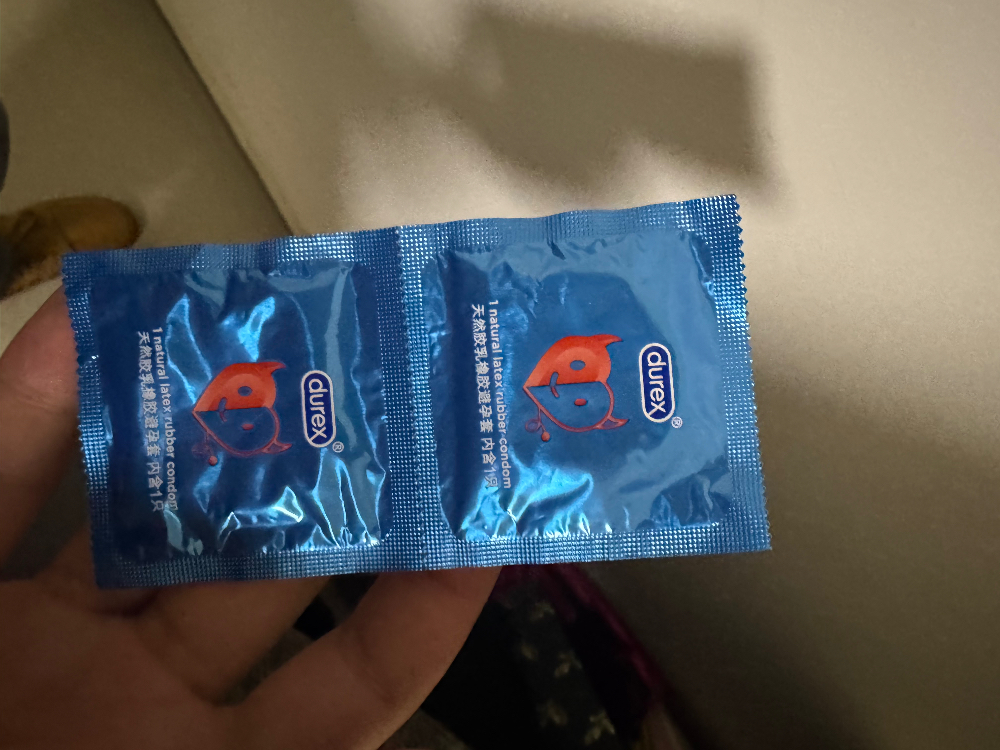 durex®
1 natural latex rubber condom
天然胶乳橡胶避孕套 内含1只
durex®
1 natural latex rubber condom
天然胶乳橡胶避孕套 内含1只